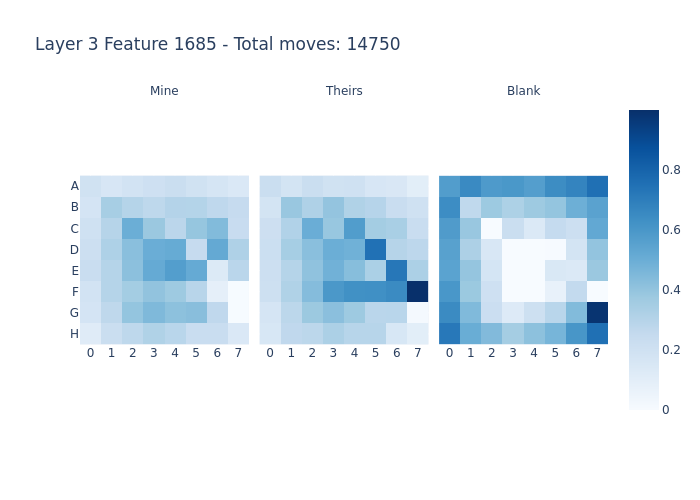 Layer 3 Feature 1685 - Total moves: 14750
Mine Theirs Blank
A
B
C
D
E
F
G
H
0 1 2 3 4 5 6 7 0 1 2 3 4 5 6 7 0 1 2 3 4 5 6 7
0.8
0.6
0.4
0.2
0